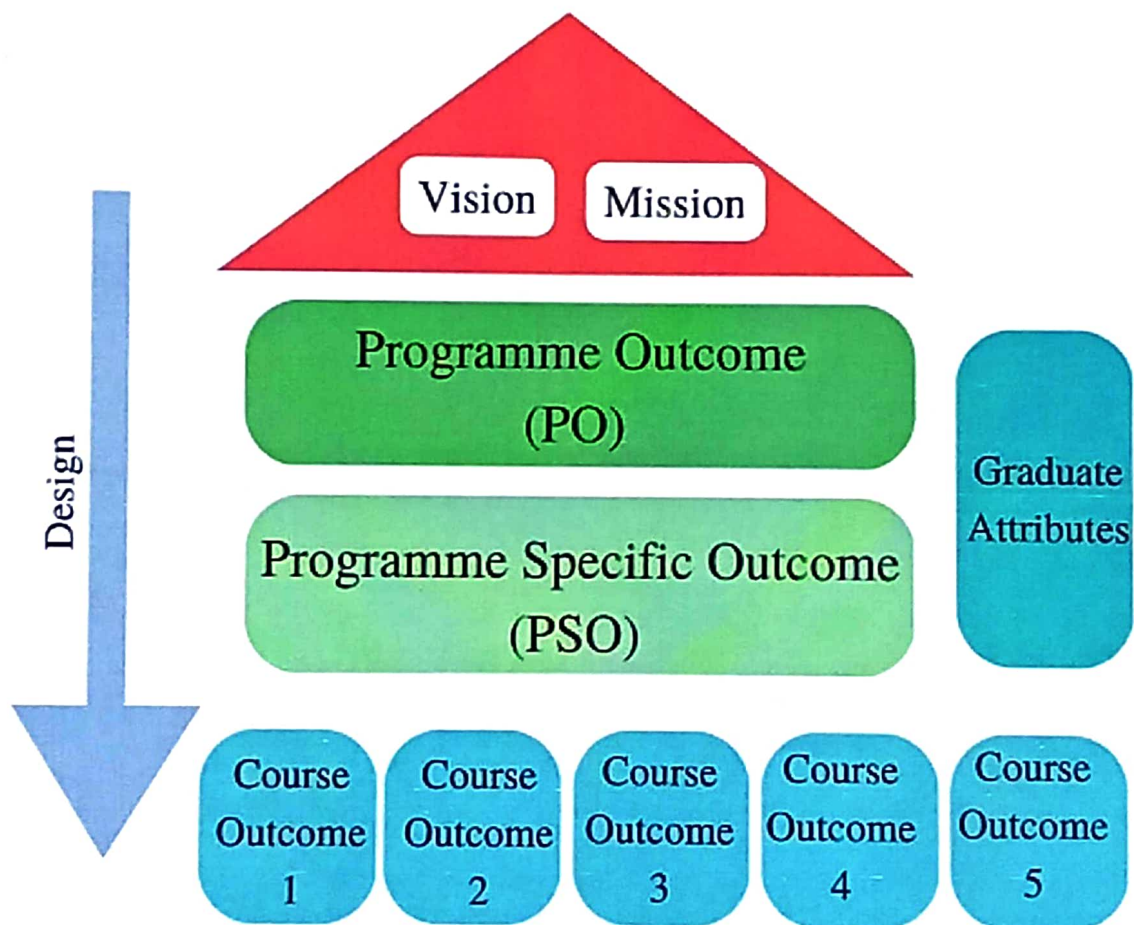 Vision
Mission
Programme Outcome
(PO)
Graduate
Attributes
Design
Programme Specific Outcome
(PSO)
Course
Outcome
1
Course
Outcome
2
Course
Outcome
3
Course
Outcome
4
Course
Outcome
5